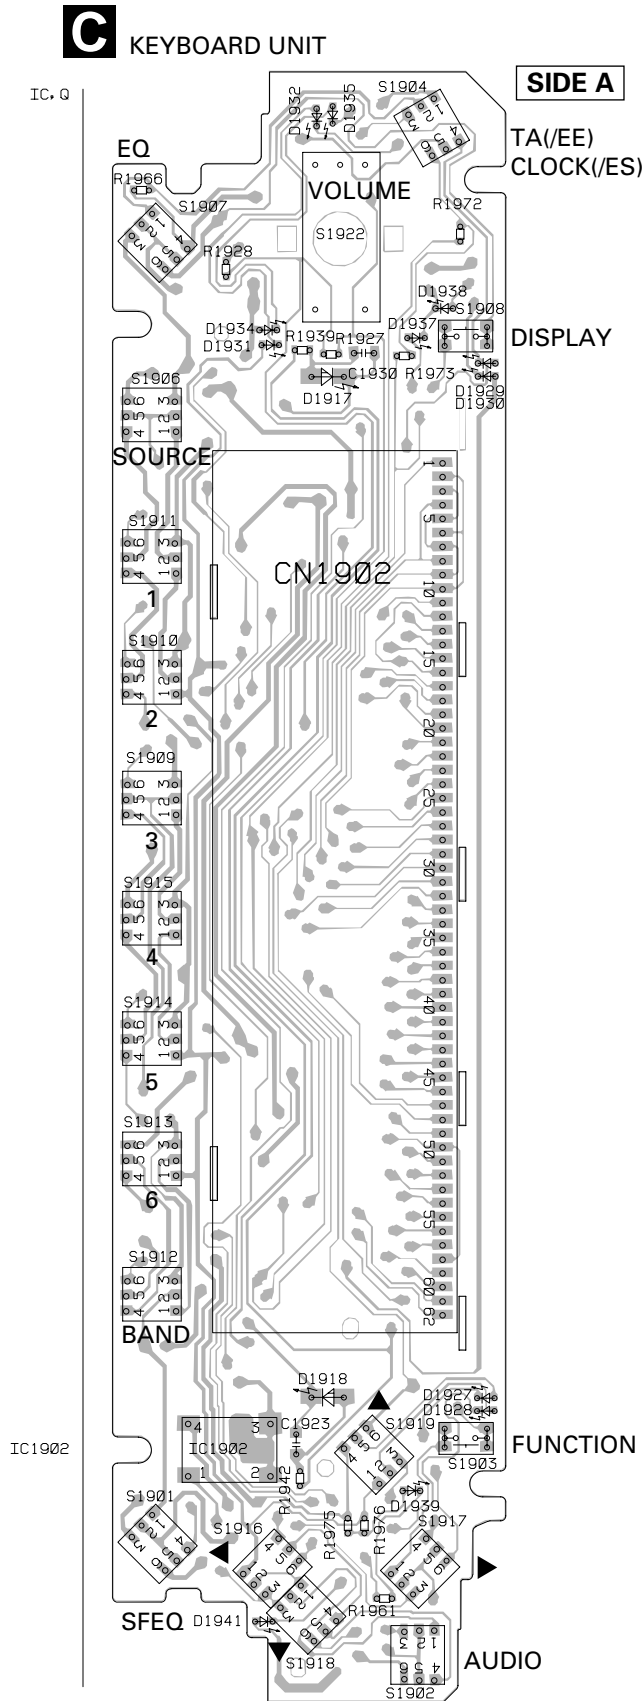 C KEYBOARD UNIT
IC, Q
SIDE A
S1904
D1932
D1935
TA(/EE)
CLOCK(/ES)
EQ
R1966
S1907
VOLUME
R1972
S1922
R1928
D1938
S1908
D1934
D1931
R1939
R1927
D1937
DISPLAY
C1930
R1973
D1917
D1929
D1930
S1906
SOURCE
CN1902
1
5
10
15
20
25
30
35
40
45
50
55
60
62
S1911
1
S1910
2
S1909
3
S1915
4
S1914
5
S1913
6
S1912
BAND
D1918
D1927
D1928
S1919
C1923
IC1902
IC1902
4 3
1 2
FUNCTION
S1903
R1942
D1939
S1901
S1916
R1975
R1976
S1917
SFEQ
D1941
R1961
S1918
AUDIO
S1902